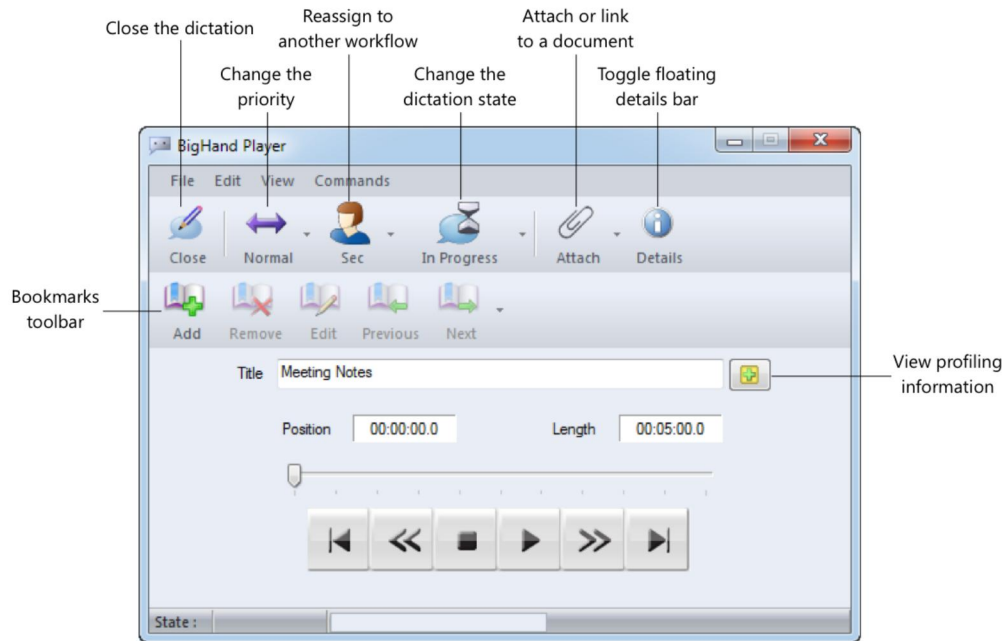 Close the dictation
Reassign to
another workflow
Attach or link
to a document
Change the
priority
Change the
dictation state
Toggle floating
details bar
BigHand Player
File Edit View Commands
Close Normal Sec In Progress Attach Details
Bookmarks
toolbar
Add Remove Edit Previous Next
Title Meeting Notes
View profiling
information
Position 00:00:00.0 Length 00:05:00.0
State :